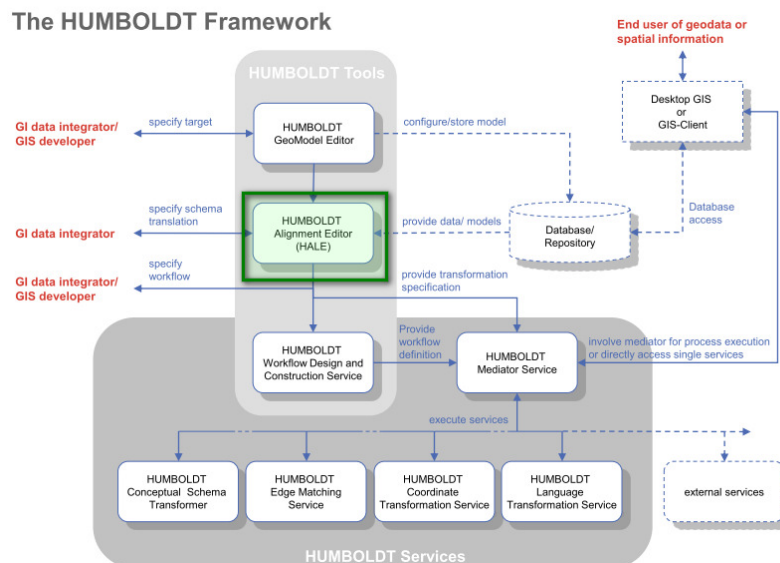 The HUMBOLDT Framework
End user of geodata or
spatial information
HUMBOLDT Tools
Desktop GIS
or
GIS-Client
GI data integrator/
GIS developer
specify target
HUMBOLDT
GeoModel Editor
configure/store model
Database
access
GI data integrator
specify schema
translation
HUMBOLDT
Alignment Editor
(HALE)
provide data/ models
Database/
Repository
GI data integrator/
GIS developer
specify
workflow
provide transformation
specification
HUMBOLDT
Workflow Design and
Construction Service
Provide
workflow
definition
HUMBOLDT
Mediator Service
involve mediator for process execution
or directly access single services
execute services
HUMBOLDT
Conceptual Schema
Transformer
HUMBOLDT
Edge Matching
Service
HUMBOLDT
Coordinate
Transformation Service
HUMBOLDT
Language
Transformation Service
external services
HUMBOLDT Services